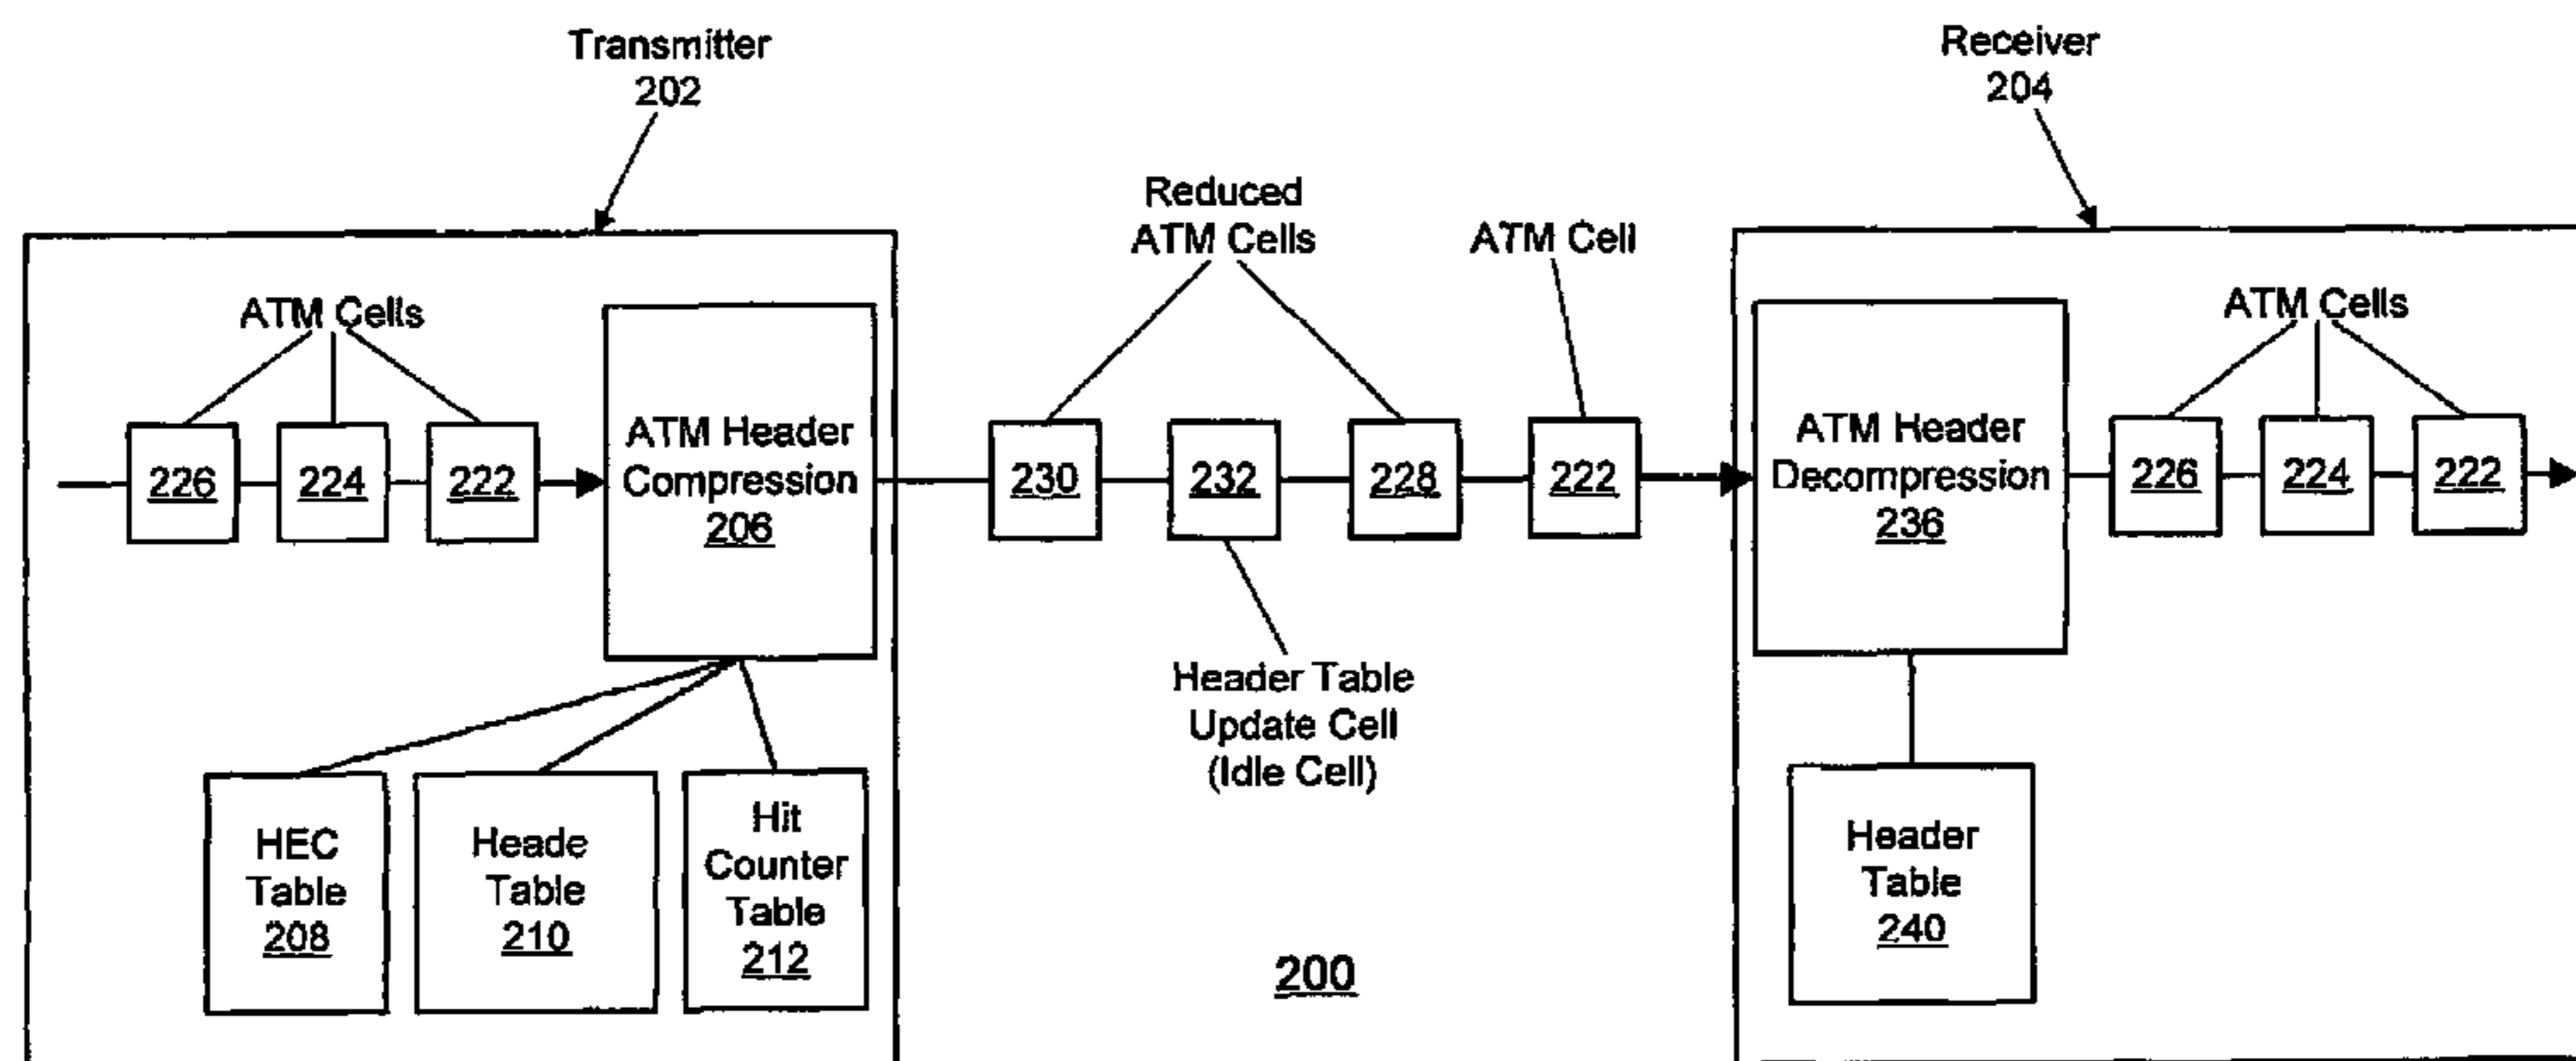 Transmitter
202
Receiver
204
Reduced
ATM Cells
ATM Cell
ATM Cells
ATM Cells
226
224
222
ATM Header
Compression
206
230
232
228
222
ATM Header
Decompression
236
226
224
222
Header Table
Update Cell
(Idle Cell)
HEC
Table
208
Heade
Table
210
Hit
Counter
Table
212
Header
Table
240
200